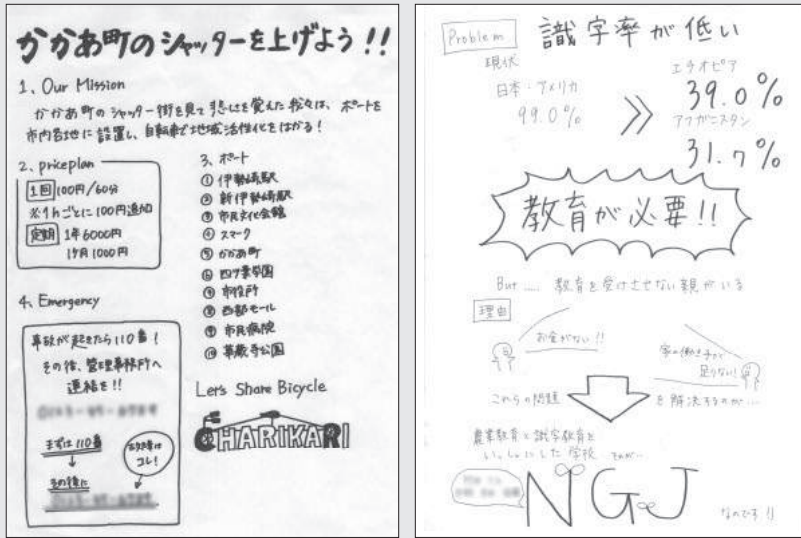 かかあ町のシャッターを上げよう!!
1、Our Mission
かかあ町のシャッター街を見て悲しさを覚えた我々は、ポートを
市内各地に設置し、自転車で地域活性化をはかる!
2、priceplan
1回 100円/60分
※1hごとに100円追加
定期 1年6000円
1ヶ月1000円
3、ポート
① 伊勢崎駅
② 新伊勢崎駅
③ 市民文化会館
④ スマーク
⑤ かかあ町
⑥ 四ツ葉学園
⑦ 市役所
⑧ 西部モール
⑨ 市民病院
⑩ 華蔵寺公園
4、Emergency
事故が起きたら110番!
その後、管理事務所へ
連絡を!!
まずは110番
↓
その後に
コレ!
Let's Share Bicycle
CHARIKARI
Problem 識字率が低い
現状
日本・アメリカ
99.0%
≫
エチオピア
39.0%
アフガニスタン
31.7%
教育が必要!!
But..... 教育を受けさせない親がいる
理由
お金がない!!
家の働き手が
足りない!
これらの問題 を解決するのが…
農業教育と識字教育を
いっしょにした学校 それが…
NGJ
なのです!!